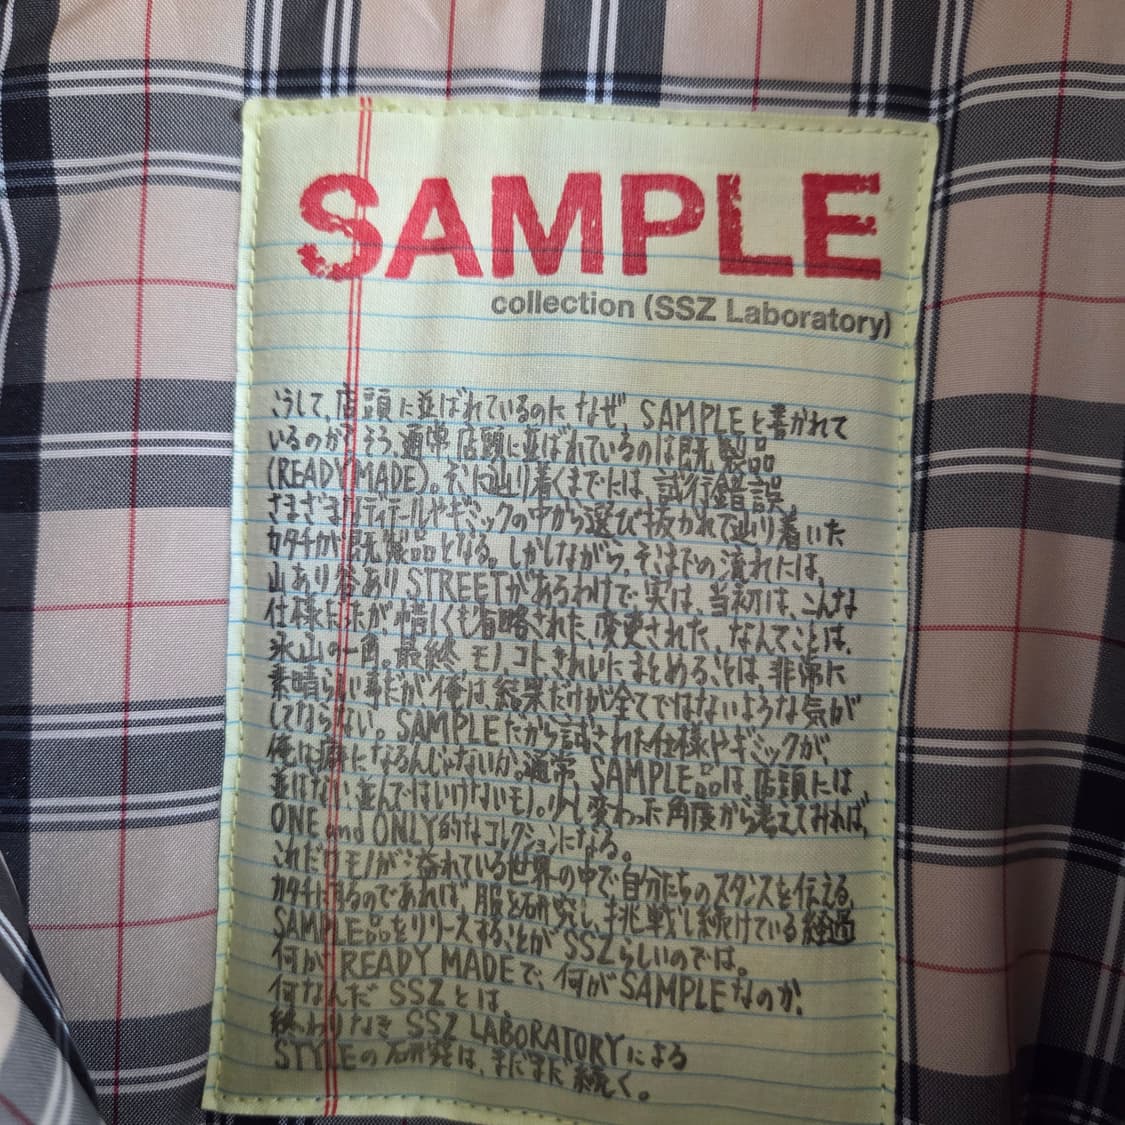 SAMPLE
collection (SSZ Laboratory)
こうして、店頭に並ばれているのになぜ、SAMPLEと書かれて
いるのか?そう、通常、店頭に並ばれているのは既製品
(READY MADE)。そこに辿り着くまでには、試行錯誤、
さまざまなディテールやギミックの中から選び抜かれて辿り着いた
カタチが既製品となる。しかしながら、そこまでの流れには、
山あり谷ありSTREETがあるわけで実は、当初は、こんな
仕様だったが、惜しくも省略された、変更された、なんてことは、
氷山の一角。最終、モノ、コトきれいにまとめることは非常に
素晴らしい事だが俺は結果だけが全てではないような気が
してならない。SAMPLEだから試された仕様やギミックが、
俺は癖になるんじゃないか。通常SAMPLE品は、店頭には
並ばない、並んではいけないモノ。少し変わった角度から考えてみれば、
ONE and ONLY的なコレクションになる。
これだけモノが溢れている世界の中で自分たちのスタンスを伝える、
カタチにするのであれば、服を研究し、挑戦し続けている経過
SAMPLE品をリリースすることがSSZらしいのでは。
何がREADY MADEで、何がSAMPLEなのか?
何なんだSSZとは、
終わりなきSSZ LABORATORYによる
STYLEの研究は、まだまだ続く。